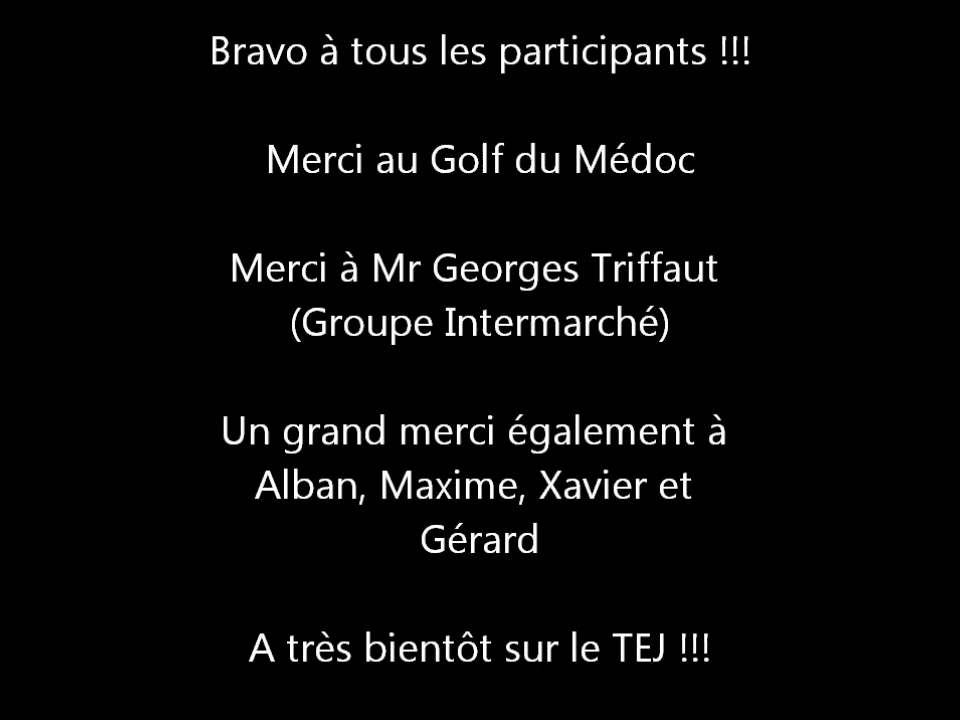 Bravo à tous les participants !!!
Merci au Golf du Médoc
Merci à Mr Georges Triffaut
(Groupe Intermarché)
Un grand merci également à
Alban, Maxime, Xavier et
Gérard
A très bientôt sur le TEJ !!!